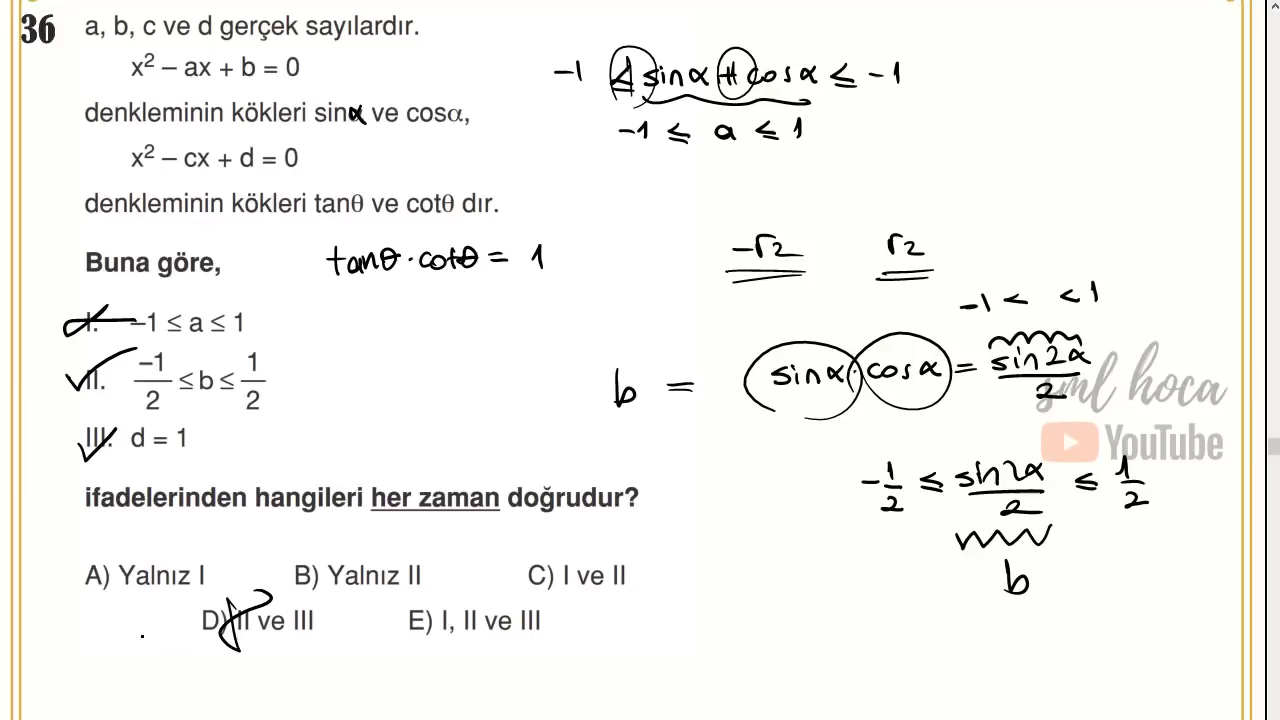 36
a, b, c ve d gerçek sayılardır.
x² – ax + b = 0
denkleminin kökleri sinα ve cosα,
x² – cx + d = 0
denkleminin kökleri tanθ ve cotθ dır.
Buna göre,
tanθ · cotθ = 1
I. –1 ≤ a ≤ 1
II. –1/2 ≤ b ≤ 1/2
III. d = 1
ifadelerinden hangileri her zaman doğrudur?
A) Yalnız I B) Yalnız II C) I ve II
D) II ve III E) I, II ve III
-1 ≤ sinα + cosα ≤ -1
-1 ≤ a ≤ 1
-√2 √2
-1 < < 1
b = sinα · cosα = sin2α/2
-1/2 ≤ sin2α/2 ≤ 1/2
b
sml hoca
YouTube